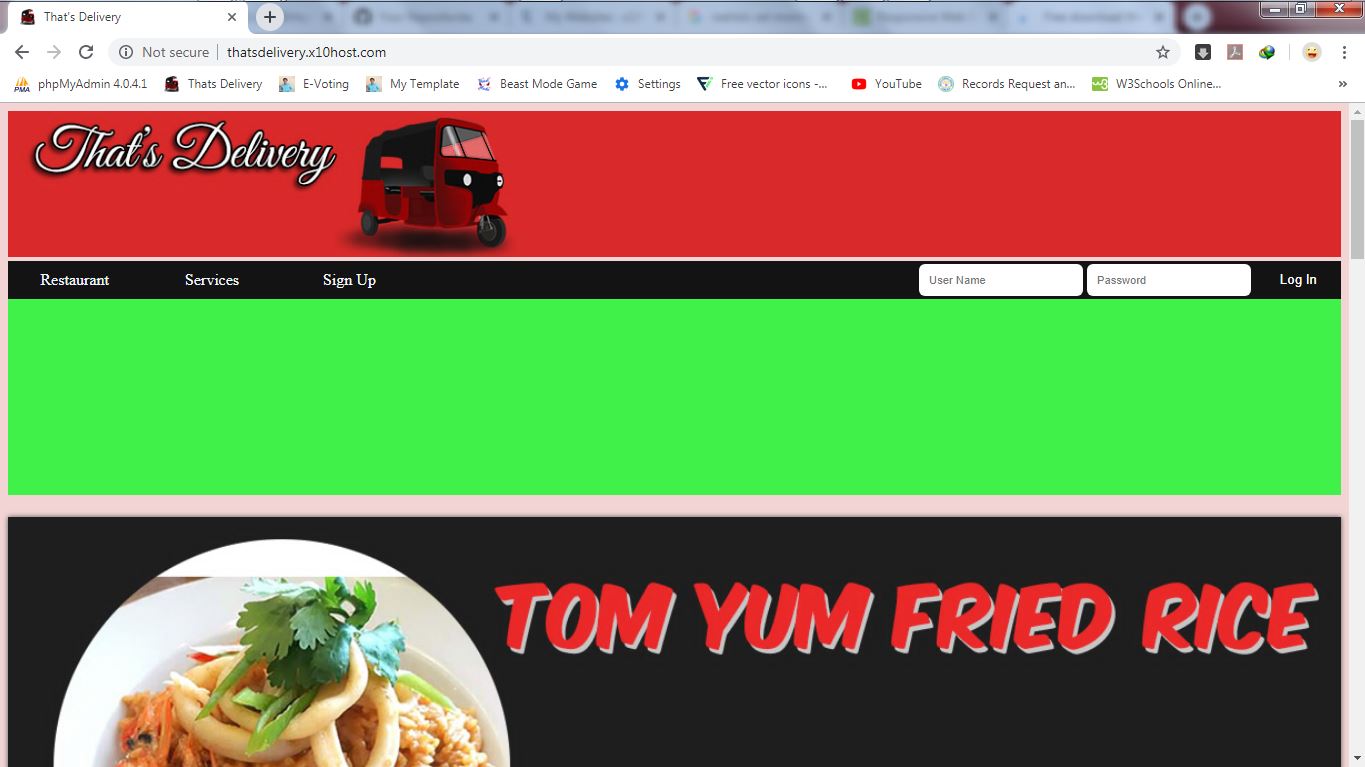 That's Delivery
Not secure | thatsdelivery.x10host.com
PMA phpMyAdmin 4.0.4.1 Thats Delivery E-Voting My Template Beast Mode Game Settings Free vector icons -... YouTube Records Request an... W3Schools Online... »
That's Delivery
Restaurant Services Sign Up User Name Password Log In
TOM YUM FRIED RICE